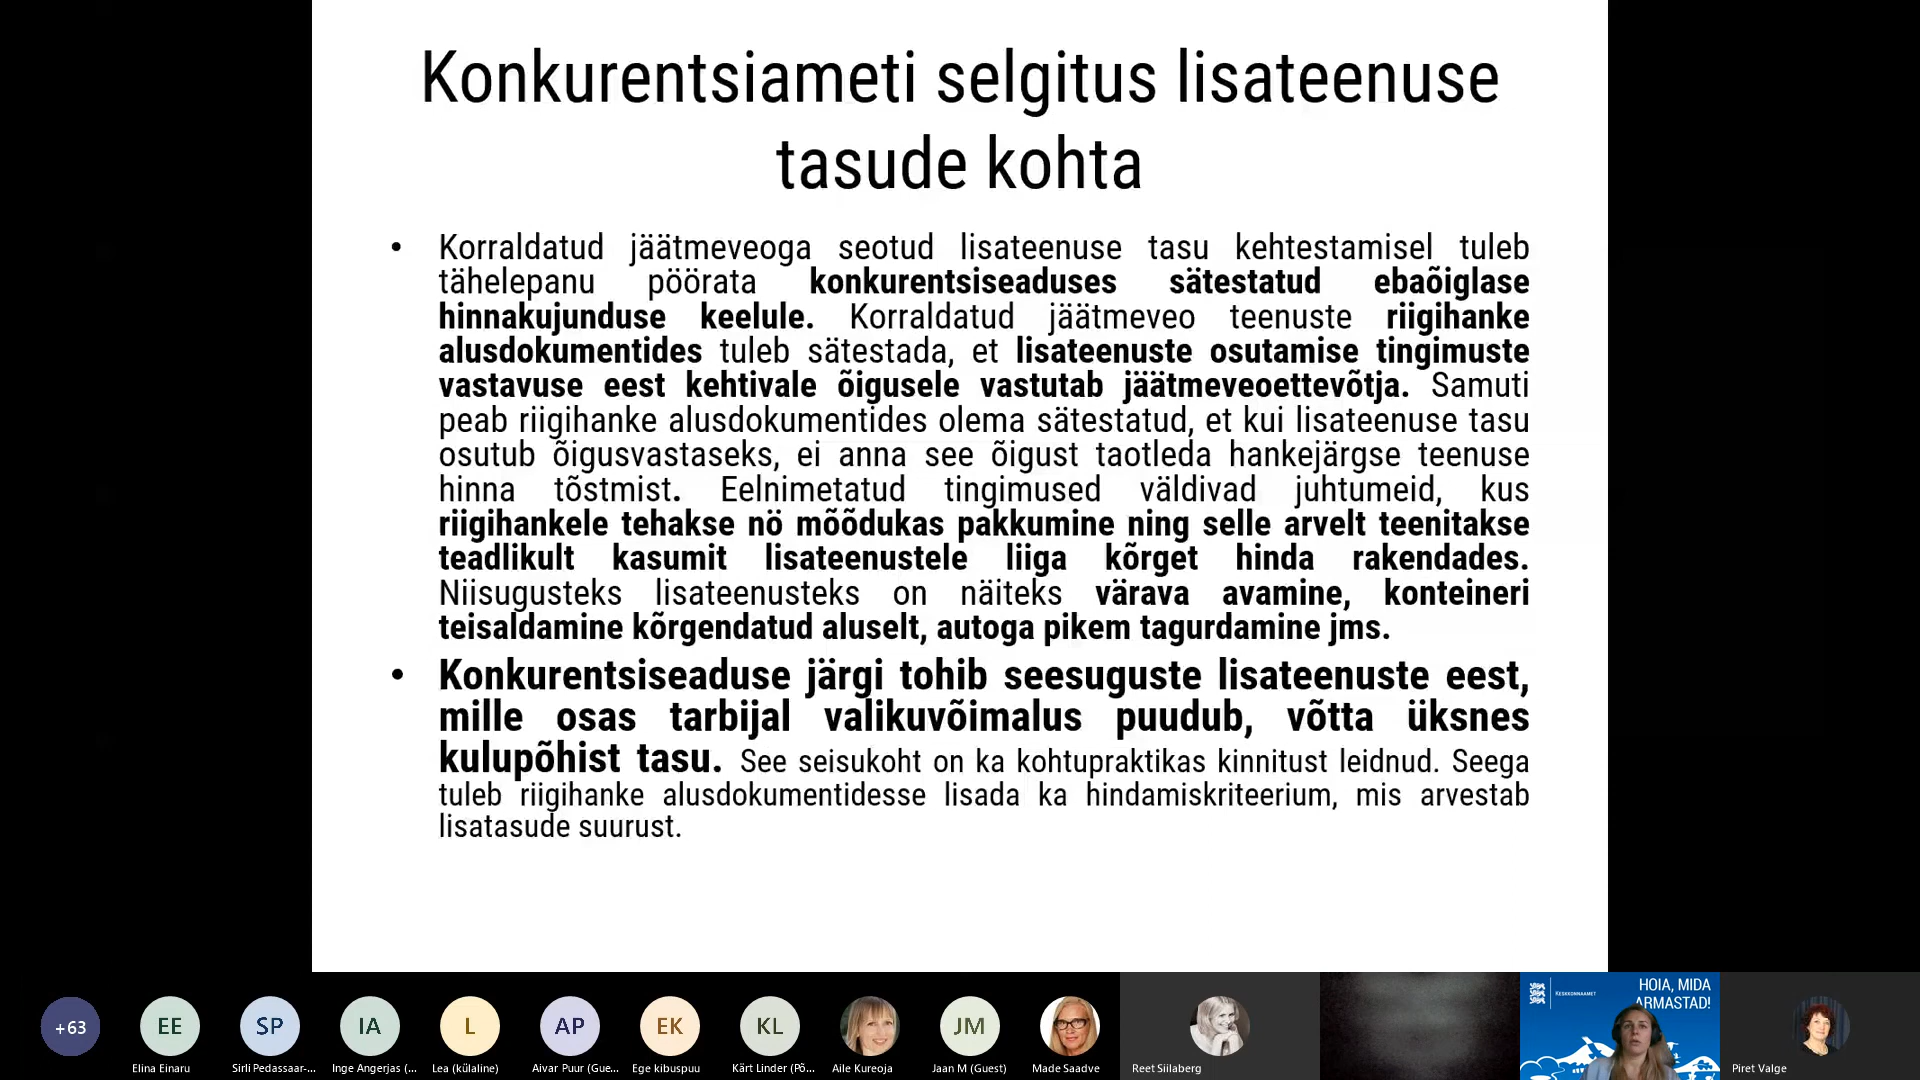 Konkurentsiameti selgitus lisateenuse
tasude kohta
• Korraldatud jäätmeveoga seotud lisateenuse tasu kehtestamisel tuleb
tähelepanu pöörata konkurentsiseaduses sätestatud ebaõiglase
hinnakujunduse keelule. Korraldatud jäätmeveo teenuste riigihanke
alusdokumentides tuleb sätestada, et lisateenuste osutamise tingimuste
vastavuse eest kehtivale õigusele vastutab jäätmeveoettevõtja. Samuti
peab riigihanke alusdokumentides olema sätestatud, et kui lisateenuse tasu
osutub õigusvastaseks, ei anna see õigust taotleda hankejärgse teenuse
hinna tõstmist. Eelnimetatud tingimused väldivad juhtumeid, kus
riigihankele tehakse nö mõõdukas pakkumine ning selle arvelt teenitakse
teadlikult kasumit lisateenustele liiga kõrget hinda rakendades.
Niisugusteks lisateenusteks on näiteks värava avamine, konteineri
teisaldamine kõrgendatud aluselt, autoga pikem tagurdamine jms.
• Konkurentsiseaduse järgi tohib seesuguste lisateenuste eest,
mille osas tarbijal valikuvõimalus puudub, võtta üksnes
kulupõhist tasu. See seisukoht on ka kohtupraktikas kinnitust leidnud. Seega
tuleb riigihanke alusdokumentidesse lisada ka hindamiskriteerium, mis arvestab
lisatasude suurust.
+63 EE SP IA L AP EK KL JM
KESKKONNAAMET
HOIA, MIDA
ARMASTAD!
Elina Einaru Sirli Pedassaar-... Inge Angerjas (... Lea (külaline) Aivar Puur (Gue... Ege kibuspuu Kärt Linder (Põ... Aile Kureoja Jaan M (Guest) Made Saadve Reet Siilaberg Piret Valge